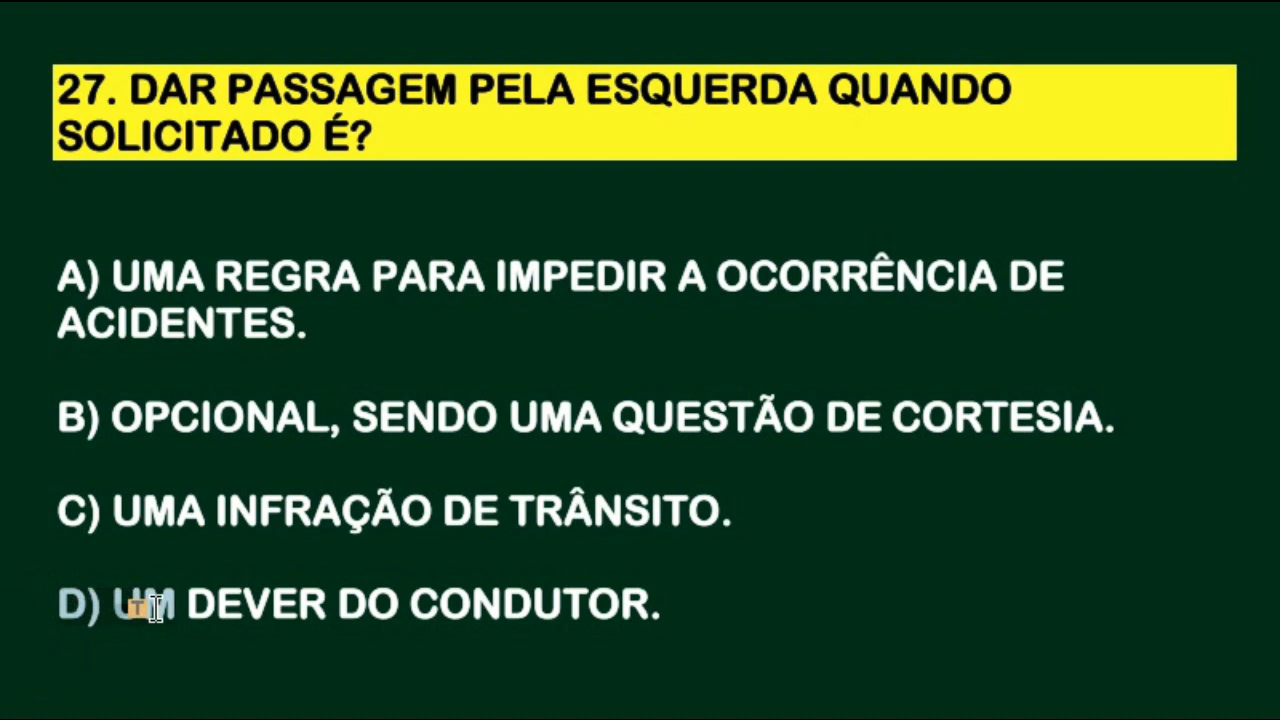 27. DAR PASSAGEM PELA ESQUERDA QUANDO
SOLICITADO É?
A) UMA REGRA PARA IMPEDIR A OCORRÊNCIA DE
ACIDENTES.
B) OPCIONAL, SENDO UMA QUESTÃO DE CORTESIA.
C) UMA INFRAÇÃO DE TRÂNSITO.
D) UM DEVER DO CONDUTOR.